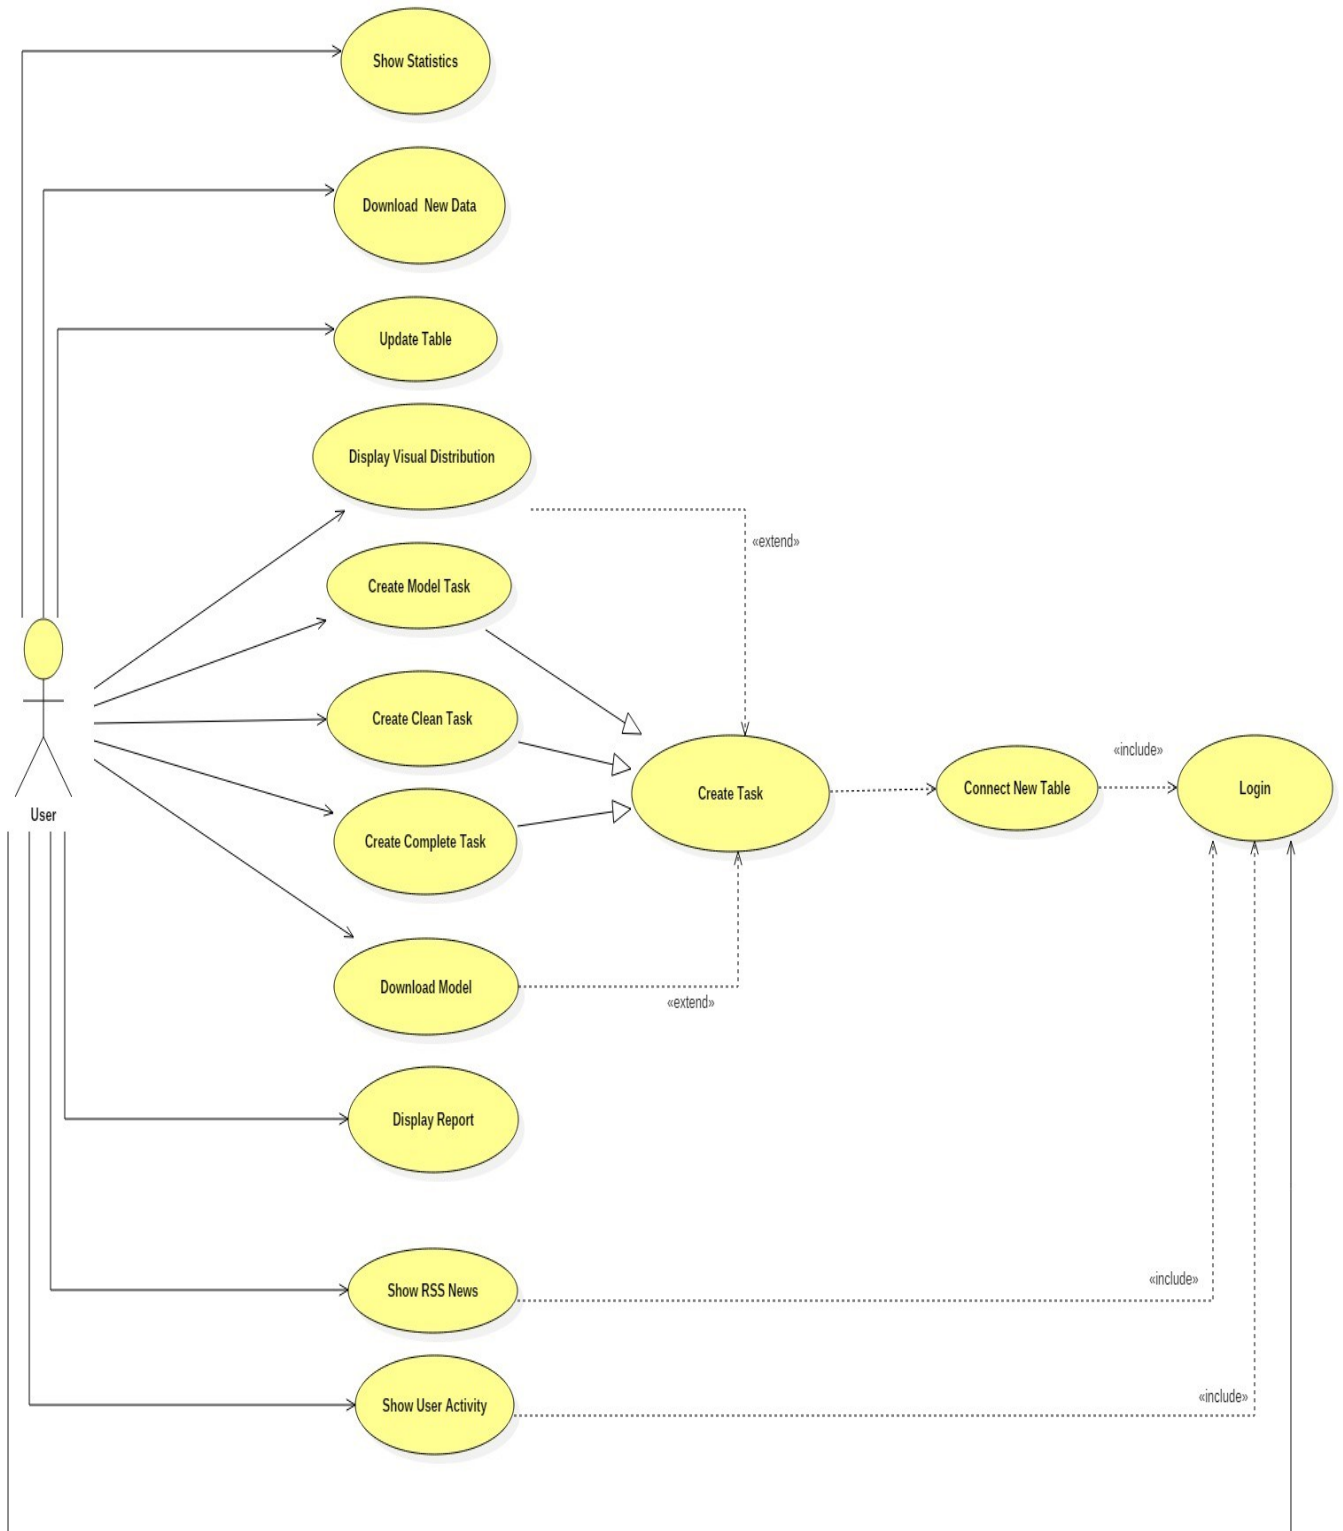 Show Statistics
Download  New Data
Update Table
Display Visual Distribution
«extend»
Create Model Task
Create Clean Task
Create Task
Connect New Table
«include»
Login
User
Create Complete Task
Download Model
«extend»
Display Report
Show RSS News
«include»
Show User Activity
«include»